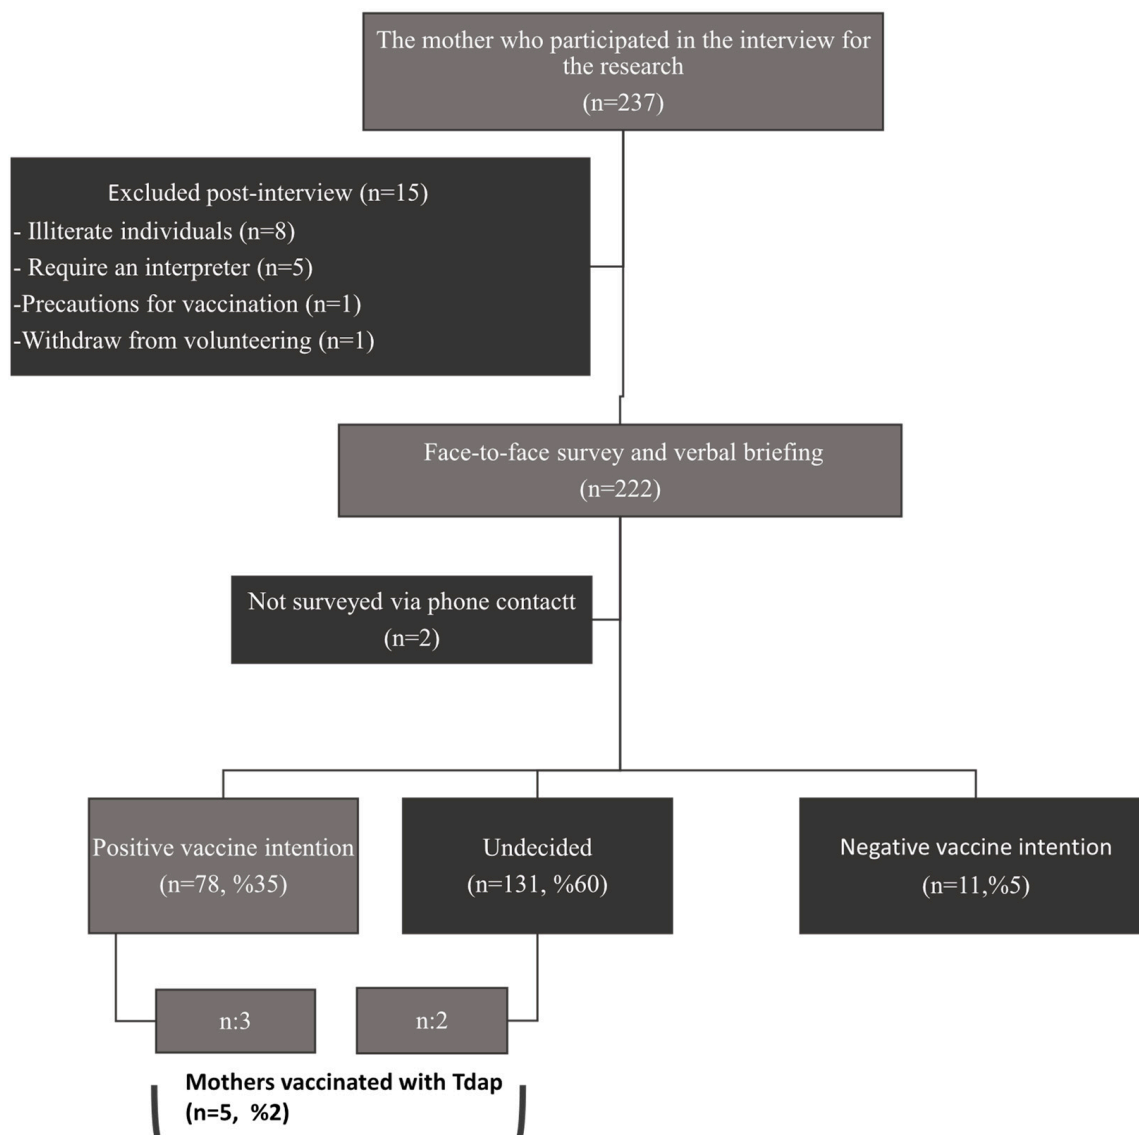 The mother who participated in the interview for
the research
(n=237)
Excluded post-interview (n=15)
- Illiterate individuals (n=8)
- Require an interpreter (n=5)
-Precautions for vaccination (n=1)
-Withdraw from volunteering (n=1)
Face-to-face survey and verbal briefing
(n=222)
Not surveyed via phone contactt
(n=2)
Positive vaccine intention
(n=78, %35)
Undecided
(n=131, %60)
Negative vaccine intention
(n=11,%5)
n:3
n:2
Mothers vaccinated with Tdap
(n=5, %2)